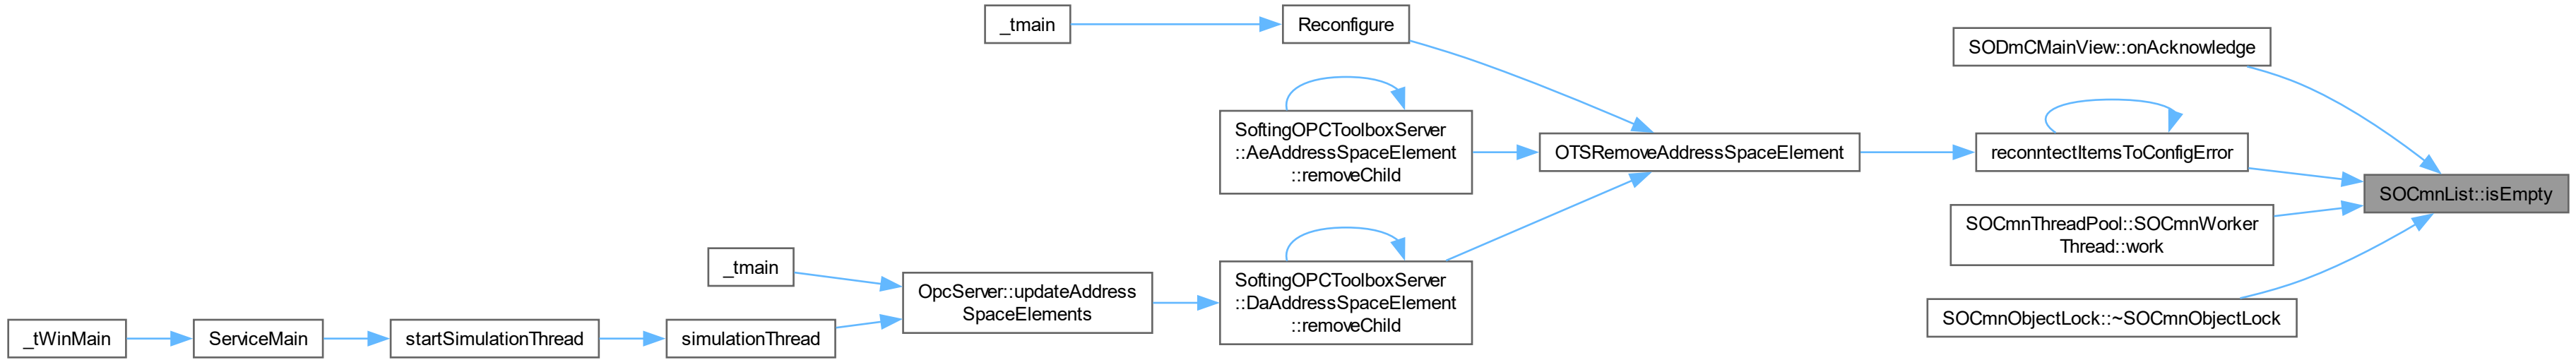 _tmain
Reconfigure
SODmCMainView::onAcknowledge
SoftingOPCToolboxServer
::AeAddressSpaceElement
::removeChild
OTSRemoveAddressSpaceElement
reconntectItemsToConfigError
SOCmnList::isEmpty
SOCmnThreadPool::SOCmnWorker
Thread::work
_tmain
OpcServer::updateAddress
SpaceElements
SoftingOPCToolboxServer
::DaAddressSpaceElement
::removeChild
SOCmnObjectLock::~SOCmnObjectLock
_tWinMain
ServiceMain
startSimulationThread
simulationThread